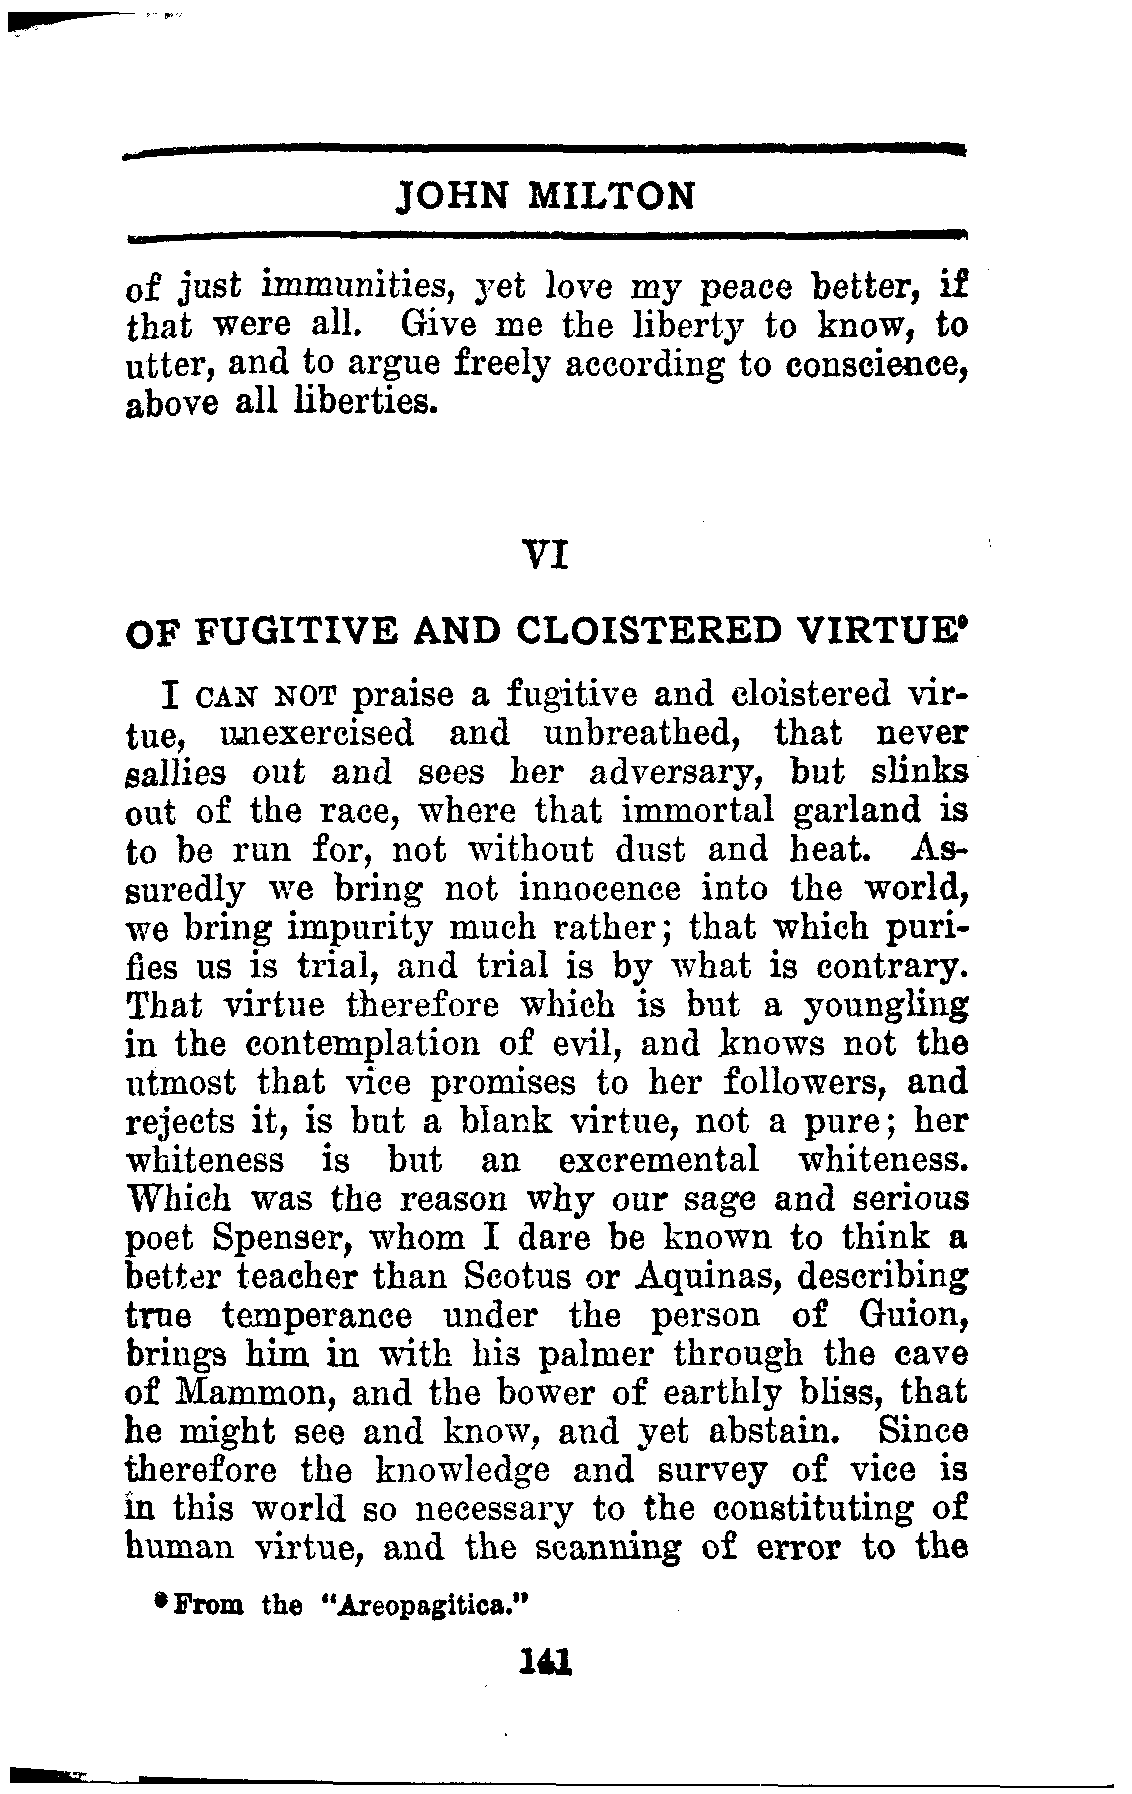 JOHN MILTON
of just immunities, yet love my peace better, if
that were all. Give me the liberty to know, to
utter, and to argue freely according to conscience,
above all liberties.
VI
OF FUGITIVE AND CLOISTERED VIRTUE*
I CAN NOT praise a fugitive and cloistered vir-
tue, unexercised and unbreathed, that never
sallies out and sees her adversary, but slinks
out of the race, where that immortal garland is
to be run for, not without dust and heat. As-
suredly we bring not innocence into the world,
we bring impurity much rather; that which puri-
fies us is trial, and trial is by what is contrary.
That virtue therefore which is but a youngling
in the contemplation of evil, and knows not the
utmost that vice promises to her followers, and
rejects it, is but a blank virtue, not a pure; her
whiteness is but an excremental whiteness.
Which was the reason why our sage and serious
poet Spenser, whom I dare be known to think a
better teacher than Scotus or Aquinas, describing
true temperance under the person of Guion,
brings him in with his palmer through the cave
of Mammon, and the bower of earthly bliss, that
he might see and know, and yet abstain. Since
therefore the knowledge and survey of vice is
in this world so necessary to the constituting of
human virtue, and the scanning of error to the
* From the "Areopagitica."
141